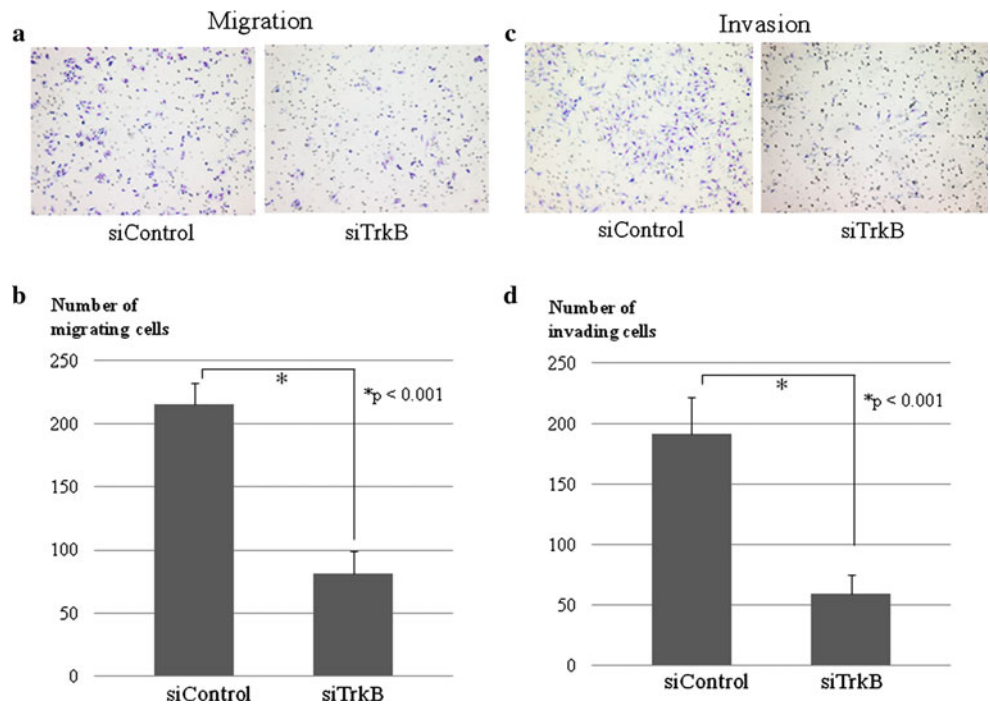 a
Migration
siControl
siTrkB
c
Invasion
siControl
siTrkB
b
Number of
migrating cells
250
200
150
100
50
0
*
*p < 0.001
siControl
siTrkB
d
Number of
invading cells
250
200
150
100
50
0
*
*p < 0.001
siControl
siTrkB